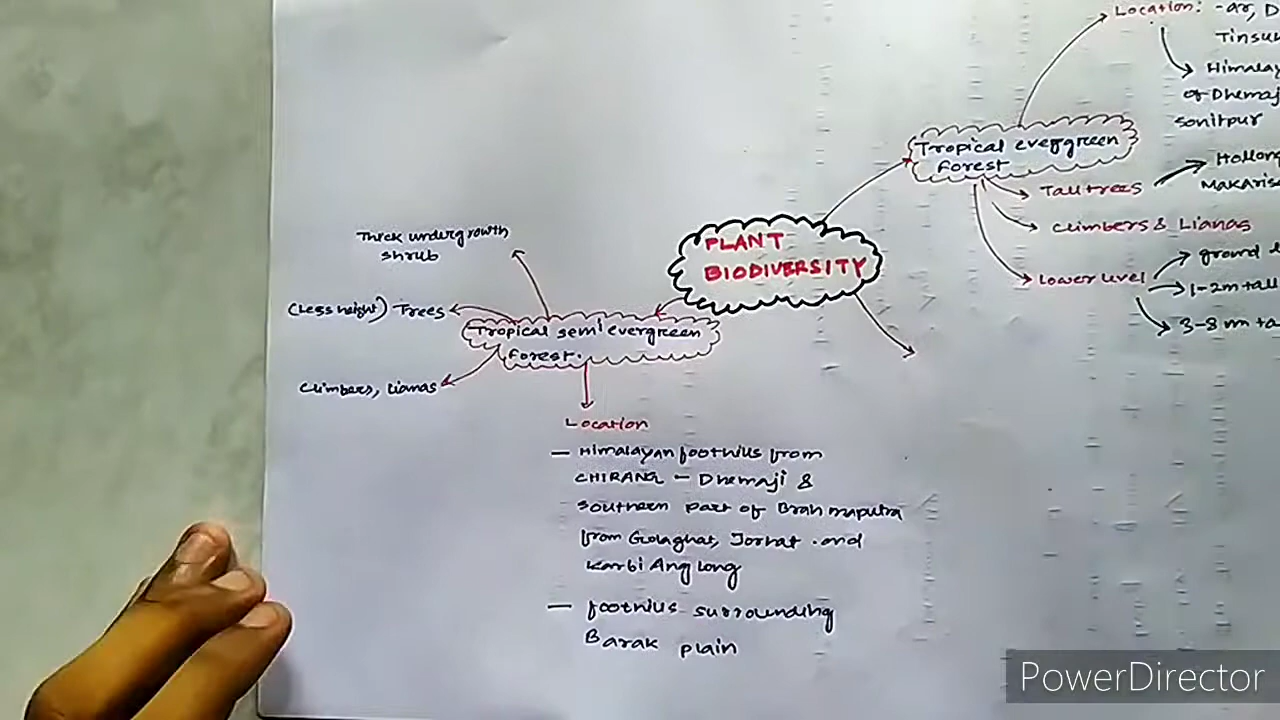 PLANT
BIODIVERSITY
Tropical evergreen
forest
Location: -ar, D
Tinsu
Himalay
of Dhemaj
Sonitpur
Tall trees
Hollon
Makaris
Climbers & Lianas
Lower level
ground
1-2m tall
3-8m ta
Tropical semi evergreen
forest.
Thick undergrowth
shrub
(Less height) Trees
Climbers, Lianas
Location
— Himalayan foothills from
CHIRANG - Dhemaji &
Southern part of Brahmaputra
from Golaghat, Jorhat and
Karbi Anglong
— foothills surrounding
Barak plain
PowerDirector